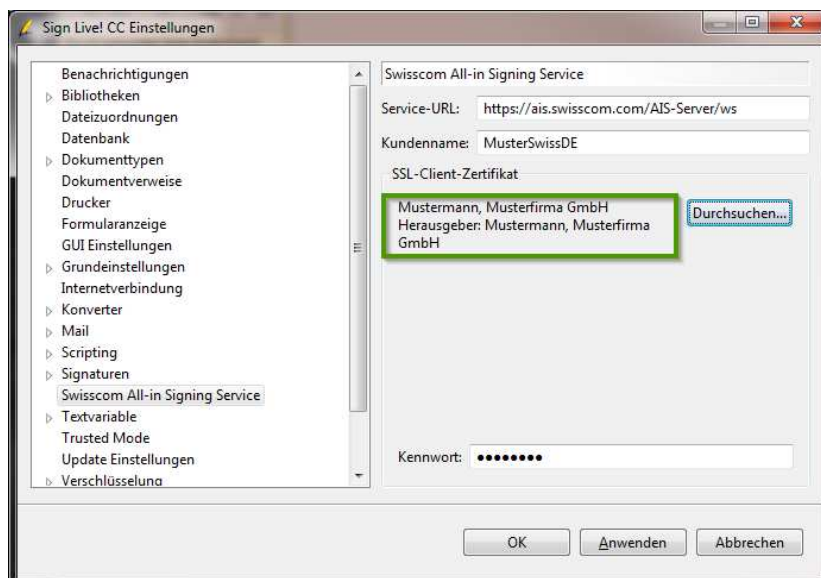 Sign Live! CC Einstellungen
Benachrichtigungen
Bibliotheken
Dateizuordnungen
Datenbank
Dokumenttypen
Dokumentverweise
Drucker
Formularanzeige
GUI Einstellungen
Grundeinstellungen
Internetverbindung
Konverter
Mail
Scripting
Signaturen
Swisscom All-in Signing Service
Textvariable
Trusted Mode
Update Einstellungen
Verschlüsselung
Swisscom All-in Signing Service
Service-URL: https://ais.swisscom.com/AIS-Server/ws
Kundenname: MusterSwissDE
SSL-Client-Zertifikat
Mustermann, Musterfirma GmbH
Herausgeber: Mustermann, Musterfirma
GmbH
Durchsuchen...
Kennwort: ●●●●●●●●
OK Anwenden Abbrechen